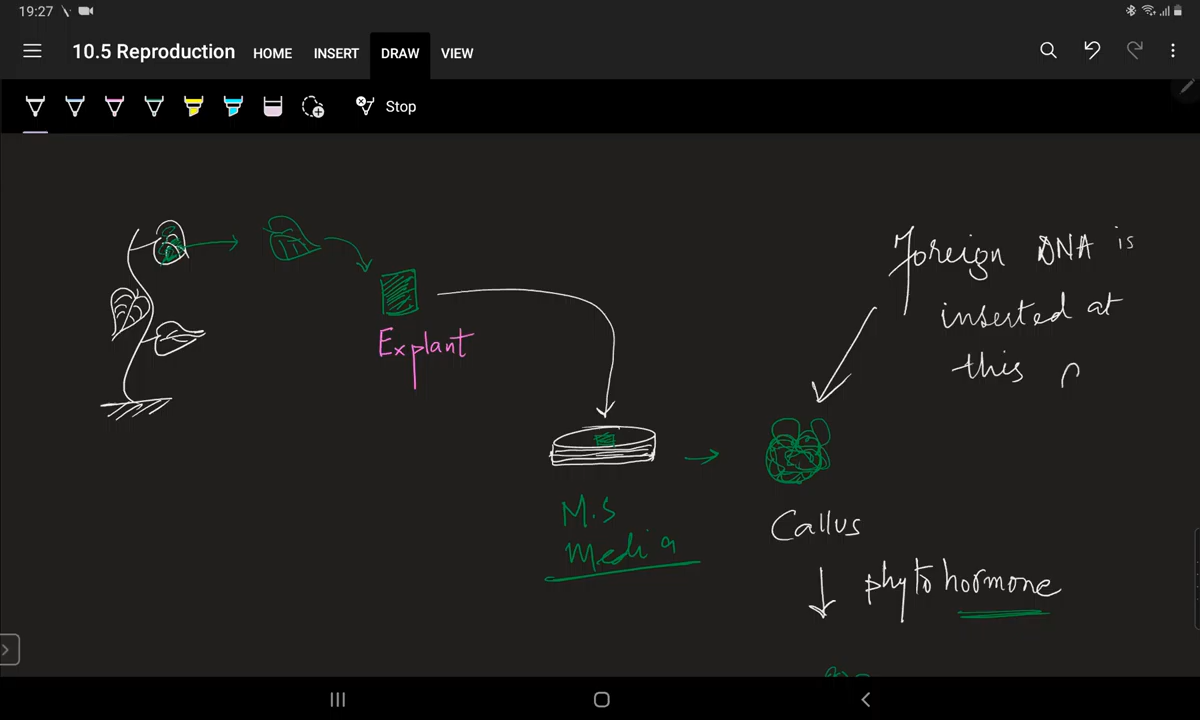 19:27
10.5 Reproduction HOME INSERT DRAW VIEW
Stop
Foreign DNA is
inserted at
this
Explant
M.S
Media
Callus
phytohormone